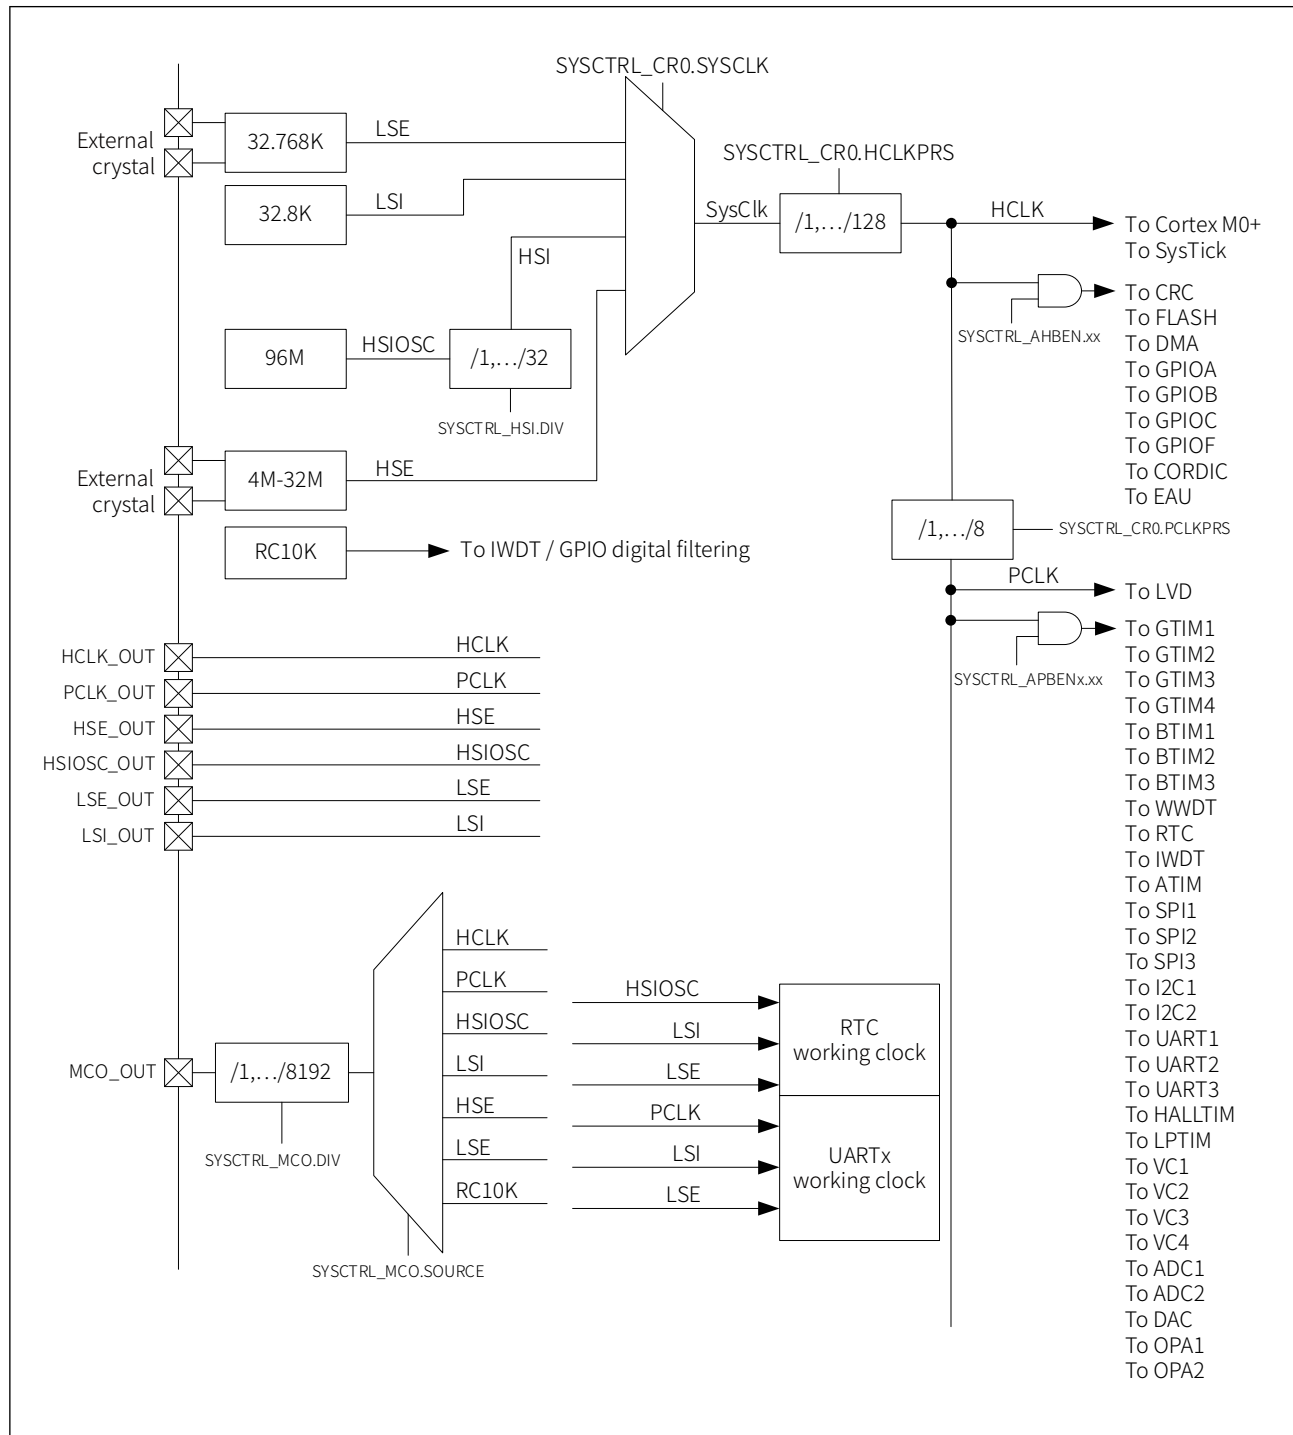 SYSCTRL_CR0.SYSCLK
External
crystal
32.768K
LSE
SYSCTRL_CR0.HCLKPRS
32.8K
LSI
SysClk
/1,.../128
HCLK
To Cortex M0+
To SysTick
HSI
To CRC
To FLASH
To DMA
To GPIOA
To GPIOB
To GPIOC
To GPIOF
To CORDIC
To EAU
SYSCTRL_AHBEN.xx
96M
HSIOSC
/1,.../32
SYSCTRL_HSI.DIV
External
crystal
4M-32M
HSE
/1,.../8
SYSCTRL_CR0.PCLKPRS
RC10K
To IWDT / GPIO digital filtering
PCLK
To LVD
SYSCTRL_APBENx.xx
To GTIM1
To GTIM2
To GTIM3
To GTIM4
To BTIM1
To BTIM2
To BTIM3
To WWDT
To RTC
To IWDT
To ATIM
To SPI1
To SPI2
To SPI3
To I2C1
To I2C2
To UART1
To UART2
To UART3
To HALLTIM
To LPTIM
To VC1
To VC2
To VC3
To VC4
To ADC1
To ADC2
To DAC
To OPA1
To OPA2
HCLK_OUT
HCLK
PCLK_OUT
PCLK
HSE_OUT
HSE
HSIOSC_OUT
HSIOSC
LSE_OUT
LSE
LSI_OUT
LSI
MCO_OUT
/1,.../8192
SYSCTRL_MCO.DIV
HCLK
PCLK
HSIOSC
LSI
HSE
LSE
RC10K
SYSCTRL_MCO.SOURCE
HSIOSC
LSI
LSE
RTC
working clock
PCLK
LSI
LSE
UARTx
working clock